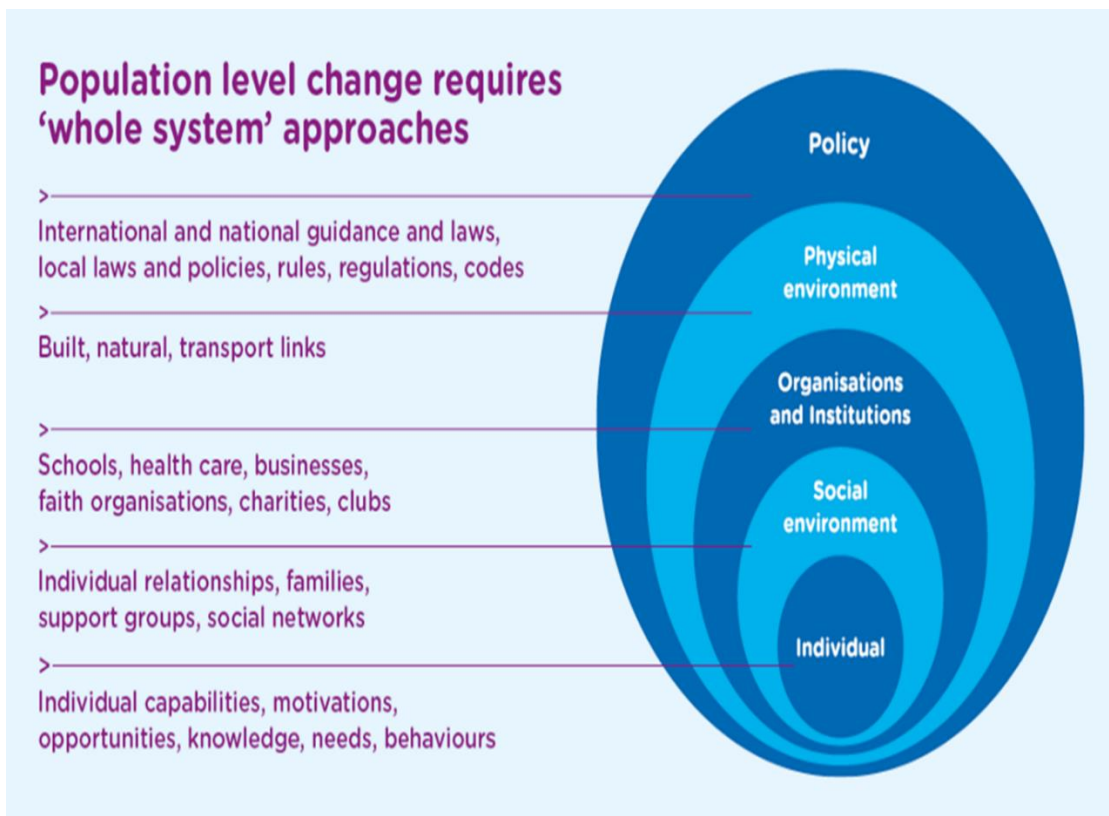 Population level change requires
‘whole system’ approaches
>
International and national guidance and laws,
local laws and policies, rules, regulations, codes
>
Built, natural, transport links
>
Schools, health care, businesses,
faith organisations, charities, clubs
>
Individual relationships, families,
support groups, social networks
>
Individual capabilities, motivations,
opportunities, knowledge, needs, behaviours
Policy
Physical
environment
Organisations
and Institutions
Social
environment
Individual